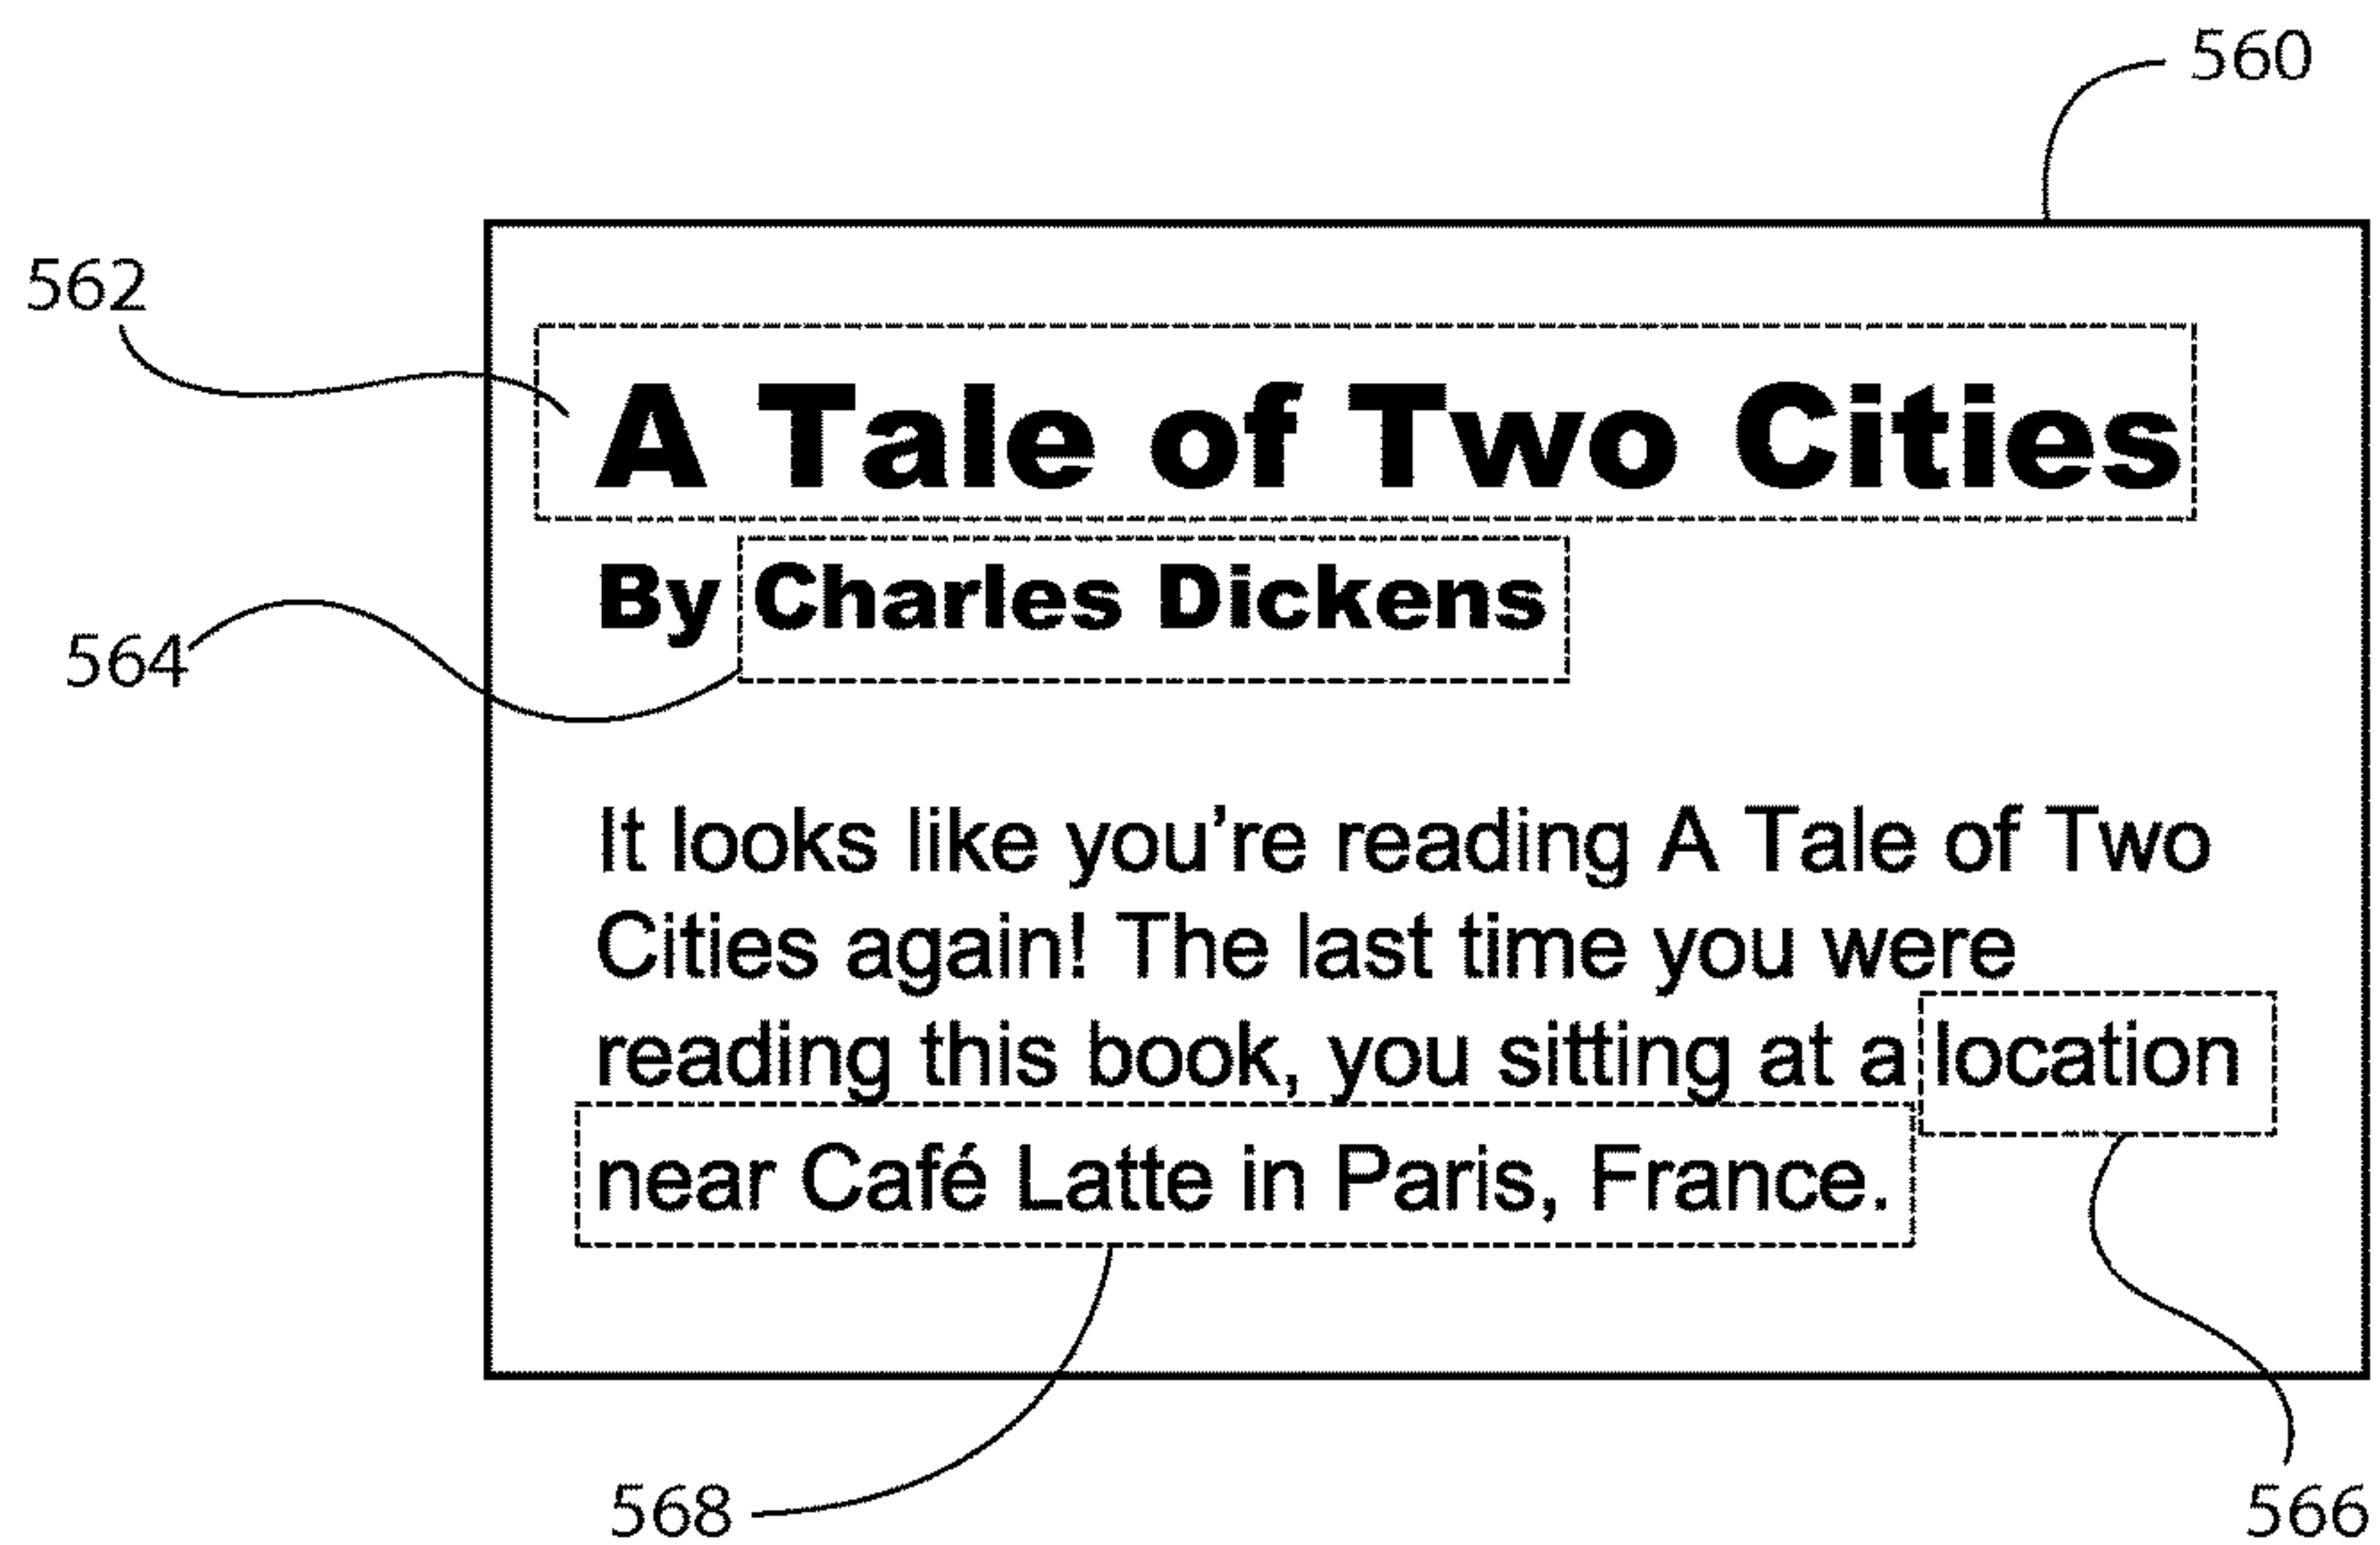 560
562
A Tale of Two Cities
By Charles Dickens
564
It looks like you’re reading A Tale of Two
Cities again! The last time you were
reading this book, you sitting at a location
near Café Latte in Paris, France.
568
566